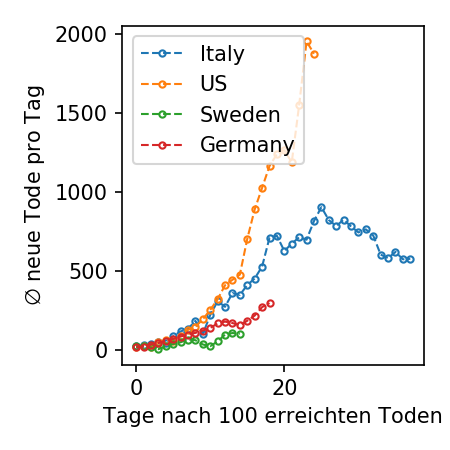 2000
1500
1000
500
0
∅ neue Tode pro Tag
Italy
US
Sweden
Germany
0 20
Tage nach 100 erreichten Toden